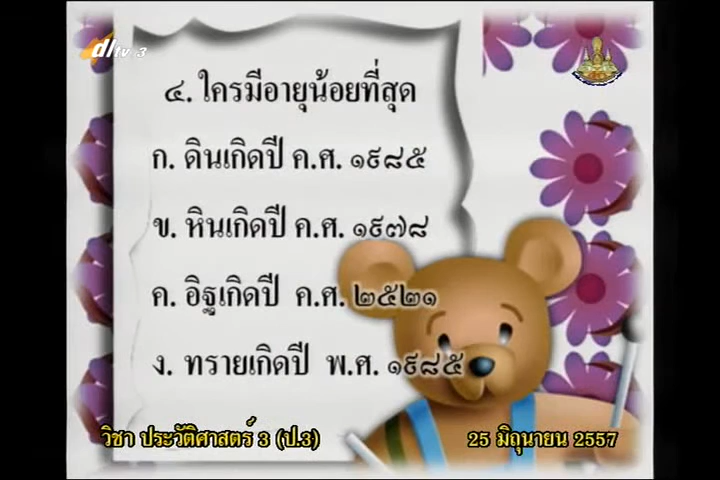 dltv 3
๔. ใครมีอายุน้อยที่สุด
ก. ดินเกิดปี ค.ศ. ๑๙๘๕
ข. หินเกิดปี ค.ศ. ๑๙๗๘
ค. อิฐเกิดปี ค.ศ. ๒๕๒๑
ง. ทรายเกิดปี พ.ศ. ๑๙๘๕
วิชา ประวัติศาสตร์ 3 (ป.3)
25 มิถุนายน 2557